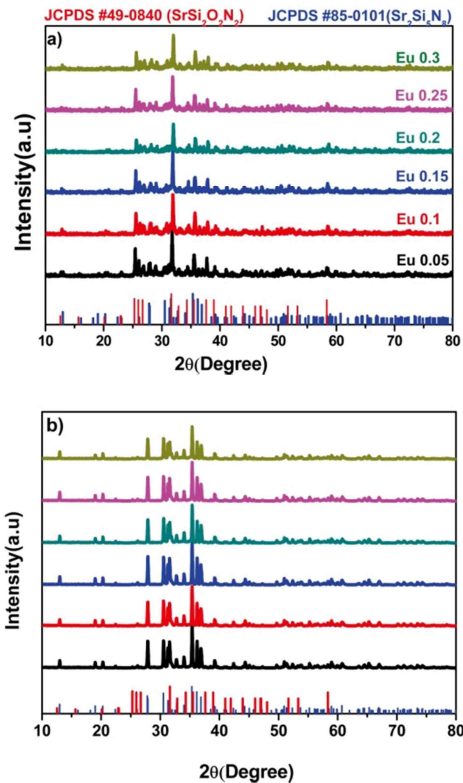 JCPDS #49-0840 (SrSi₂O₂N₂) JCPDS #85-0101(Sr₂Si₅N₈)
a)
Eu 0.3
Eu 0.25
Eu 0.2
Eu 0.15
Eu 0.1
Eu 0.05
Intensity(a.u)
10 20 30 40 50 60 70 80
2θ(Degree)
b)
Intensity(a.u)
10 20 30 40 50 60 70 80
2θ(Degree)